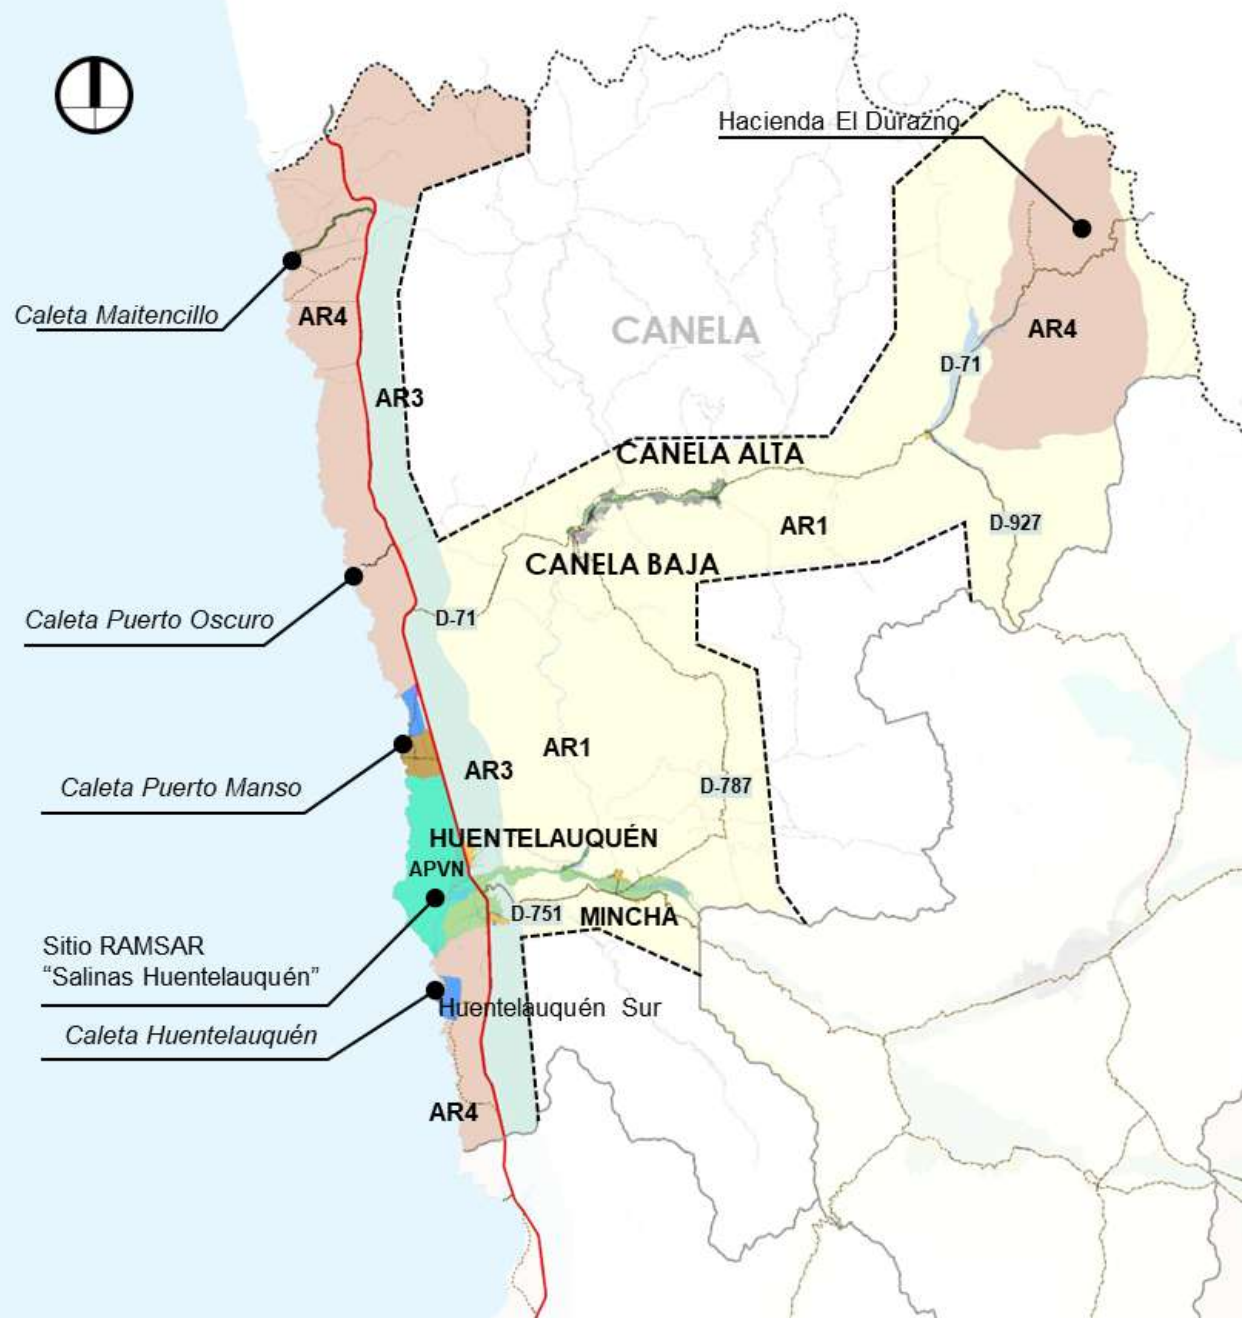 Hacienda El Durazno
Caleta Maitencillo
AR4
CANELA
AR4
D-71
AR3
CANELA ALTA
AR1
D-927
CANELA BAJA
Caleta Puerto Oscuro
D-71
AR1
AR3
Caleta Puerto Manso
D-787
HUENTELAUQUÉN
APVN
D-751
MINCHA
Sitio RAMSAR
“Salinas Huentelauquén”
Huentelauquén Sur
Caleta Huentelauquén
AR4